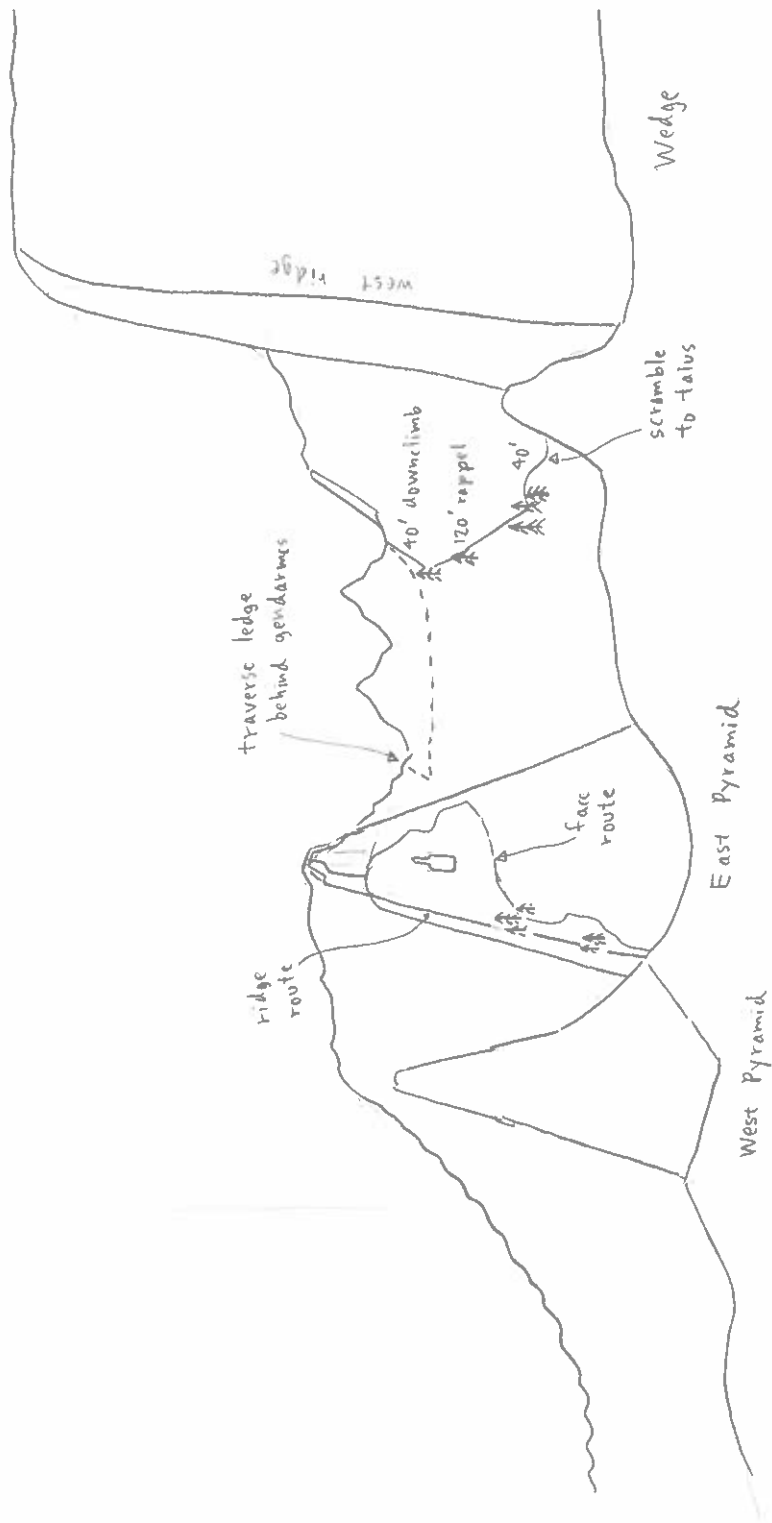 west ridge
traverse ledge
behind gendarmes
ridge
route
40' downclimb
120' rappel
40'
scramble
to talus
face
route
West Pyramid
East Pyramid
Wedge